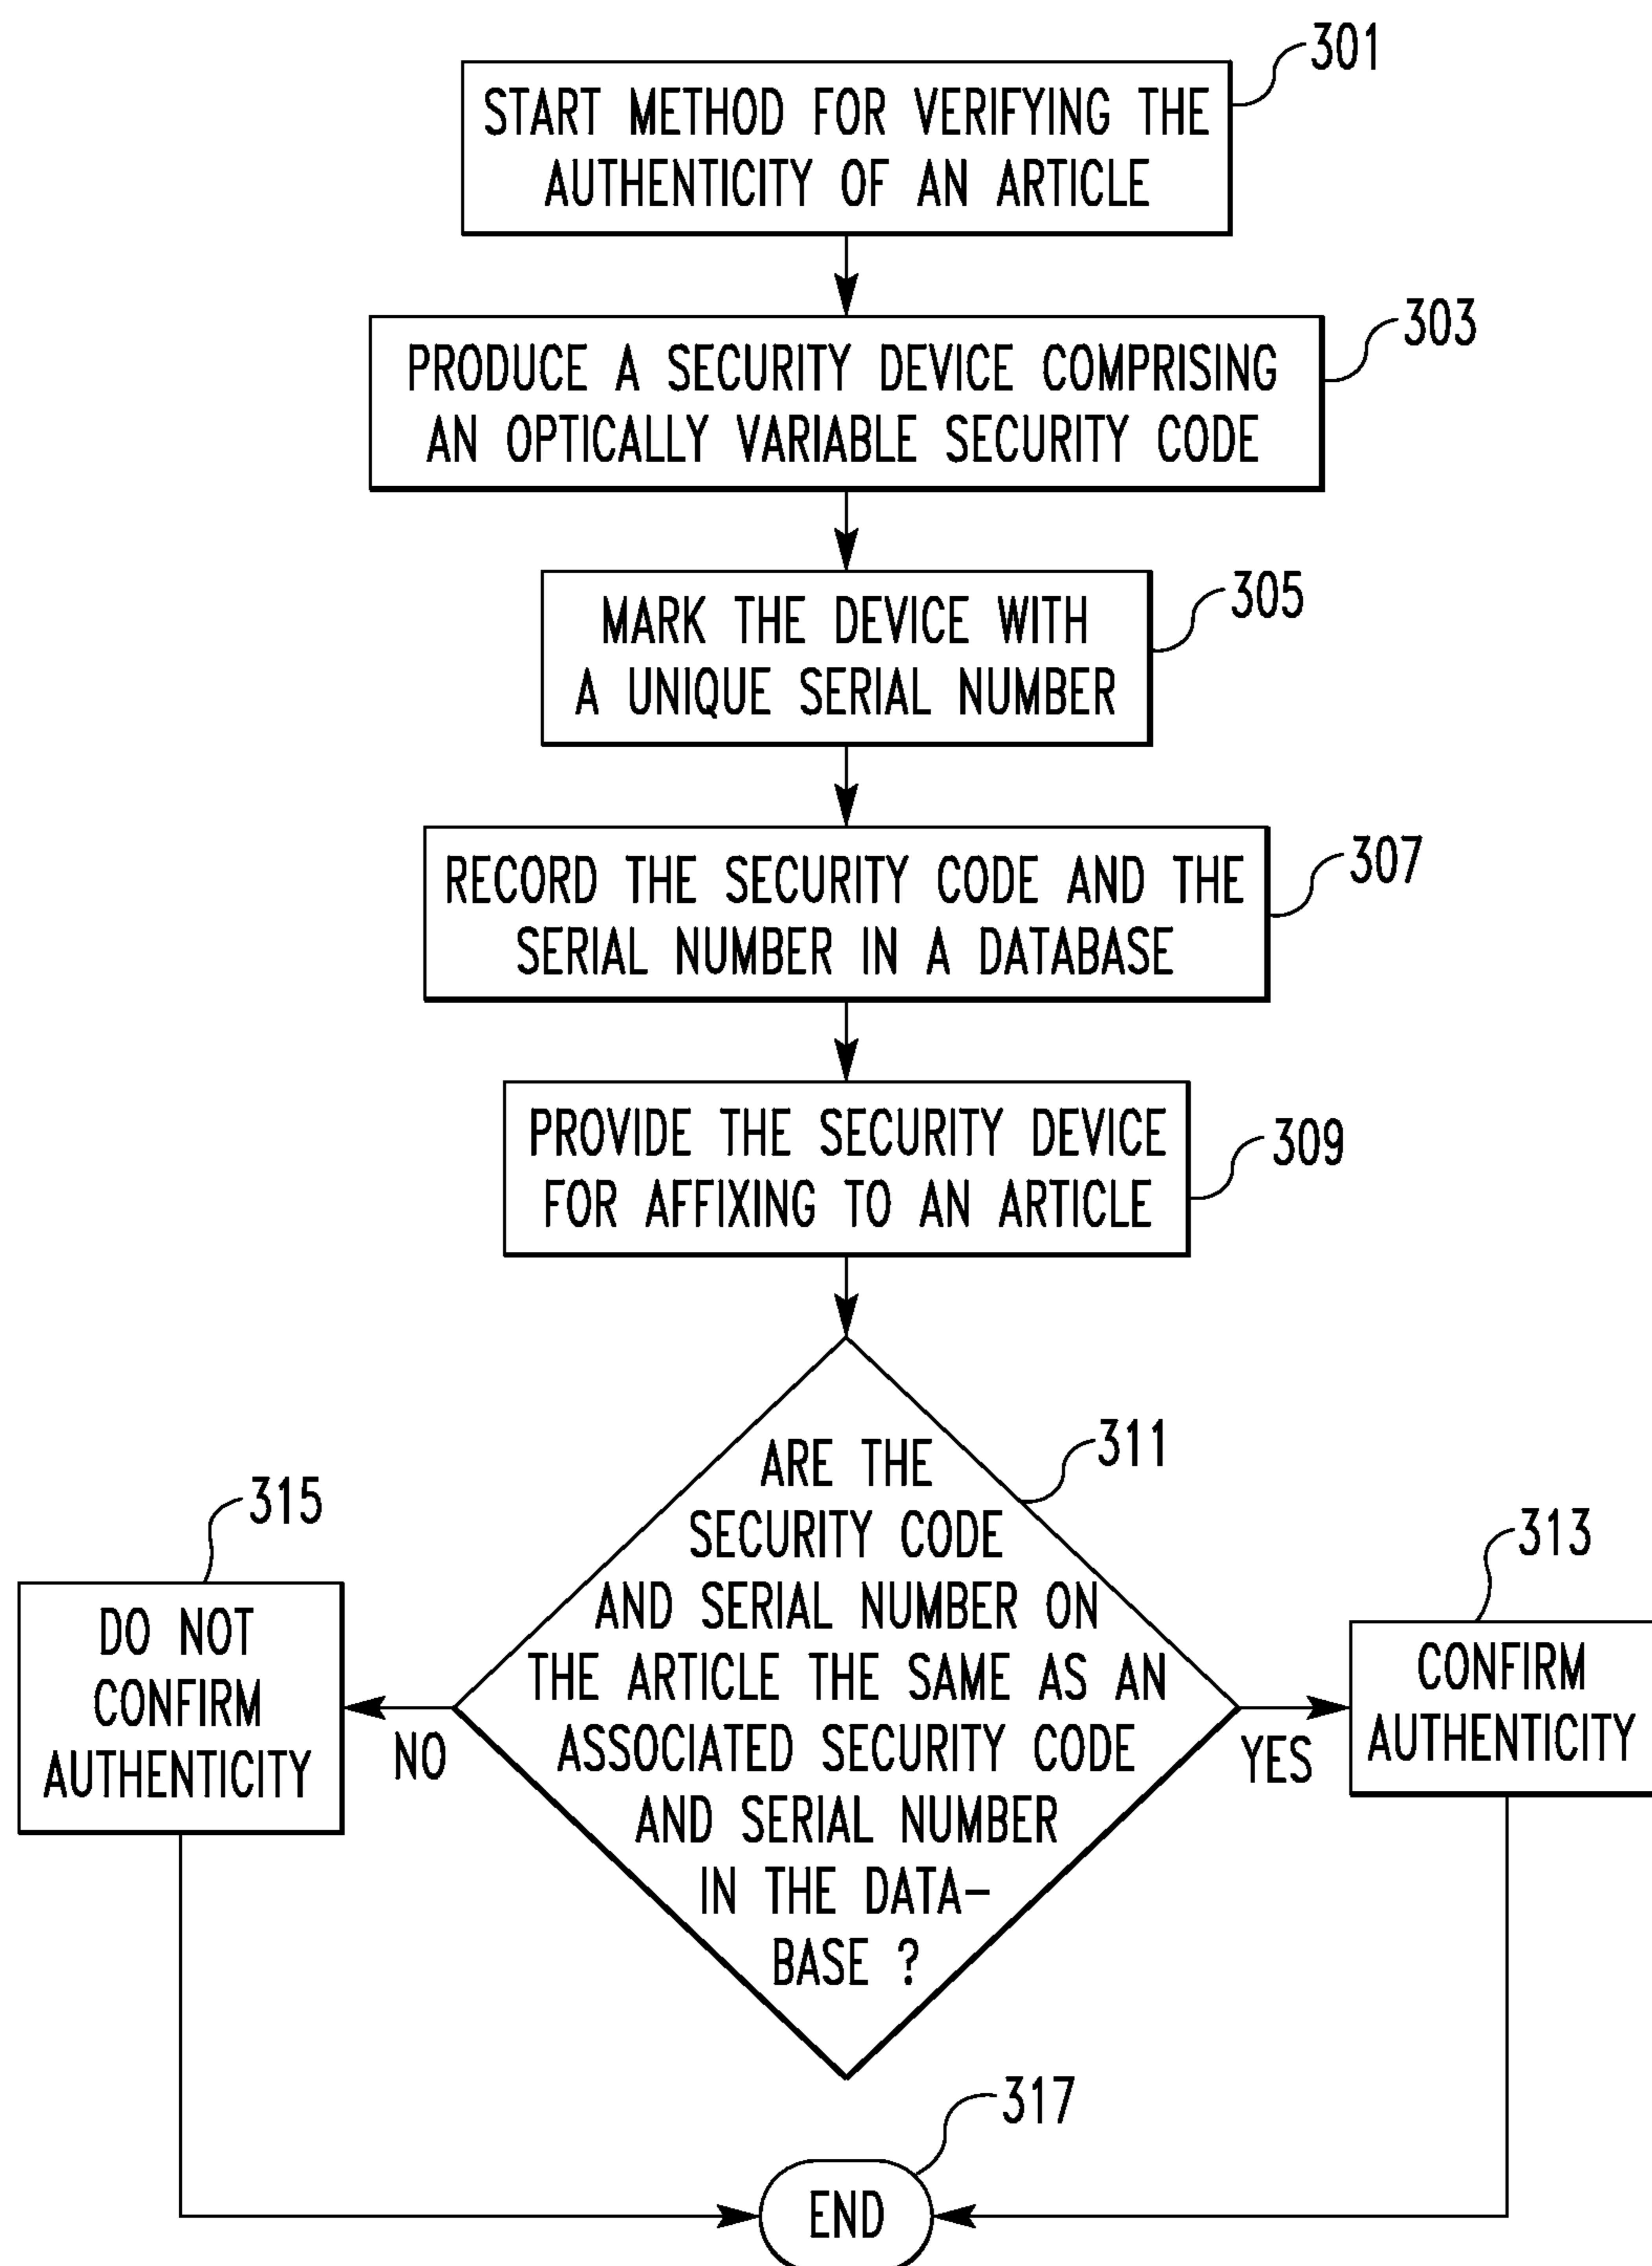 301
START METHOD FOR VERIFYING THE
AUTHENTICITY OF AN ARTICLE
303
PRODUCE A SECURITY DEVICE COMPRISING
AN OPTICALLY VARIABLE SECURITY CODE
305
MARK THE DEVICE WITH
A UNIQUE SERIAL NUMBER
307
RECORD THE SECURITY CODE AND THE
SERIAL NUMBER IN A DATABASE
309
PROVIDE THE SECURITY DEVICE
FOR AFFIXING TO AN ARTICLE
311
ARE THE
SECURITY CODE
AND SERIAL NUMBER ON
THE ARTICLE THE SAME AS AN
ASSOCIATED SECURITY CODE
AND SERIAL NUMBER
IN THE DATA-
BASE ?
315
DO NOT
CONFIRM
AUTHENTICITY
NO
313
CONFIRM
AUTHENTICITY
YES
317
END